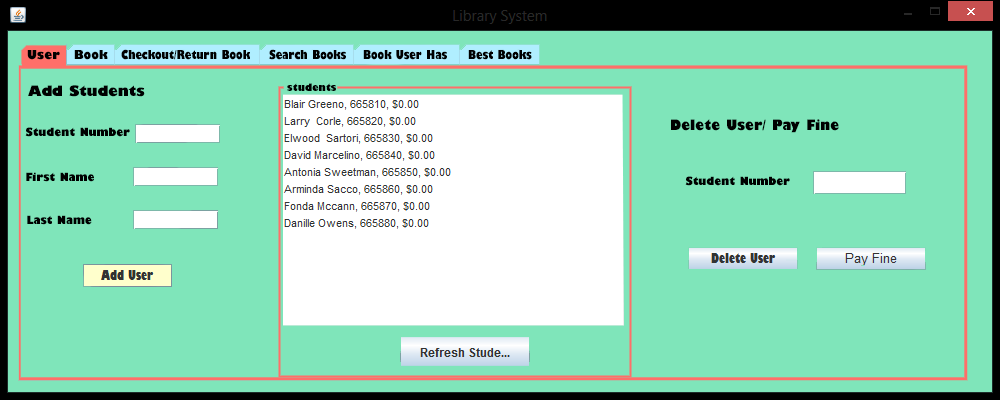 Library System
User Book Checkout/Return Book Search Books Book User Has Best Books
Add Students
Student Number
First Name
Last Name
Add User
students
Blair Greeno, 665810, $0.00
Larry  Corle, 665820, $0.00
Elwood  Sartori, 665830, $0.00
David Marcelino, 665840, $0.00
Antonia Sweetman, 665850, $0.00
Arminda Sacco, 665860, $0.00
Fonda Mccann, 665870, $0.00
Danille Owens, 665880, $0.00
Refresh Stude...
Delete User/ Pay Fine
Student Number
Delete User
Pay Fine